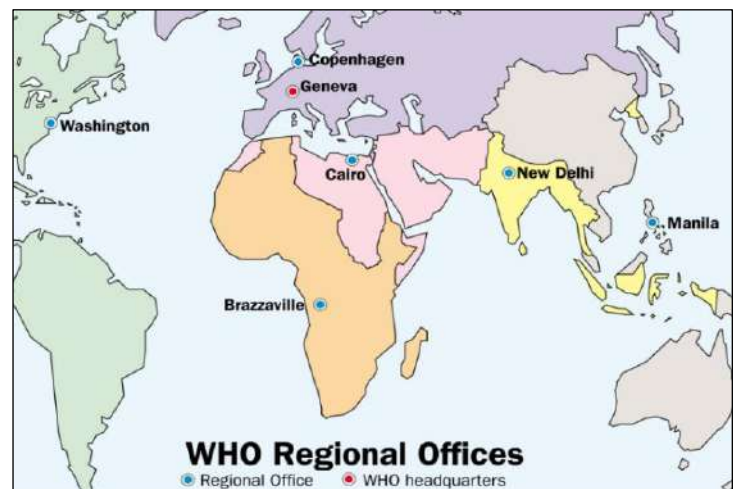 Copenhagen
Geneva
Washington
Cairo
New Delhi
Manila
Brazzaville
WHO Regional Offices
Regional Office WHO headquarters